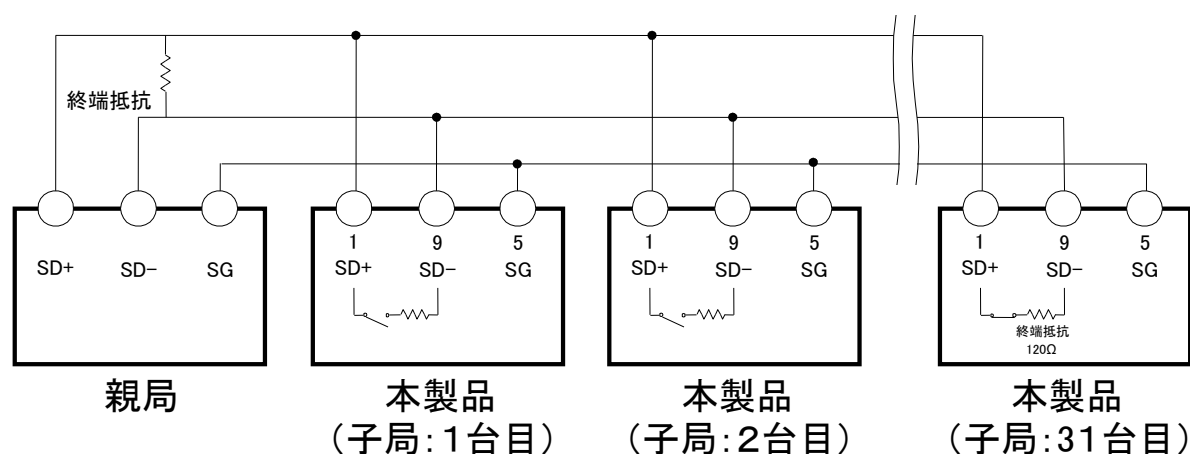 終端抵抗
SD+ SD- SG
1 9 5
SD+ SD- SG
1 9 5
SD+ SD- SG
1 9 5
SD+ SD- SG
終端抵抗
120Ω
親局
本製品
(子局:1台目)
本製品
(子局:2台目)
本製品
(子局:31台目)